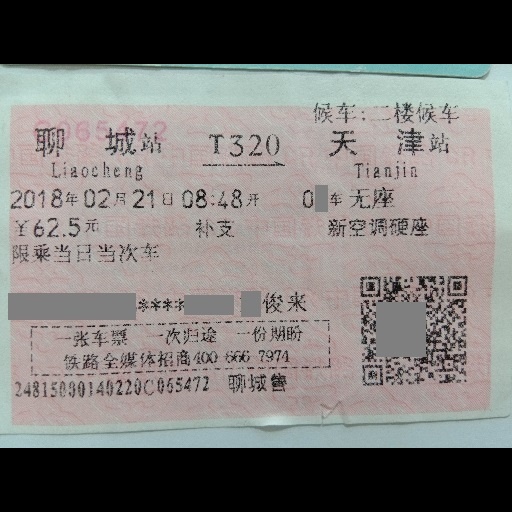 C065472
候车:二楼候车
聊城站 T320 天津站
Liaocheng Tianjin
2018年02月21日08:48开 0 车 无座
¥62.5元 补支 新空调硬座
限乘当日当次车
**** 俊来
一张车票 一次归途 一份期盼
铁路全媒体招商400 666 7974
24815000140220C065472 聊城售